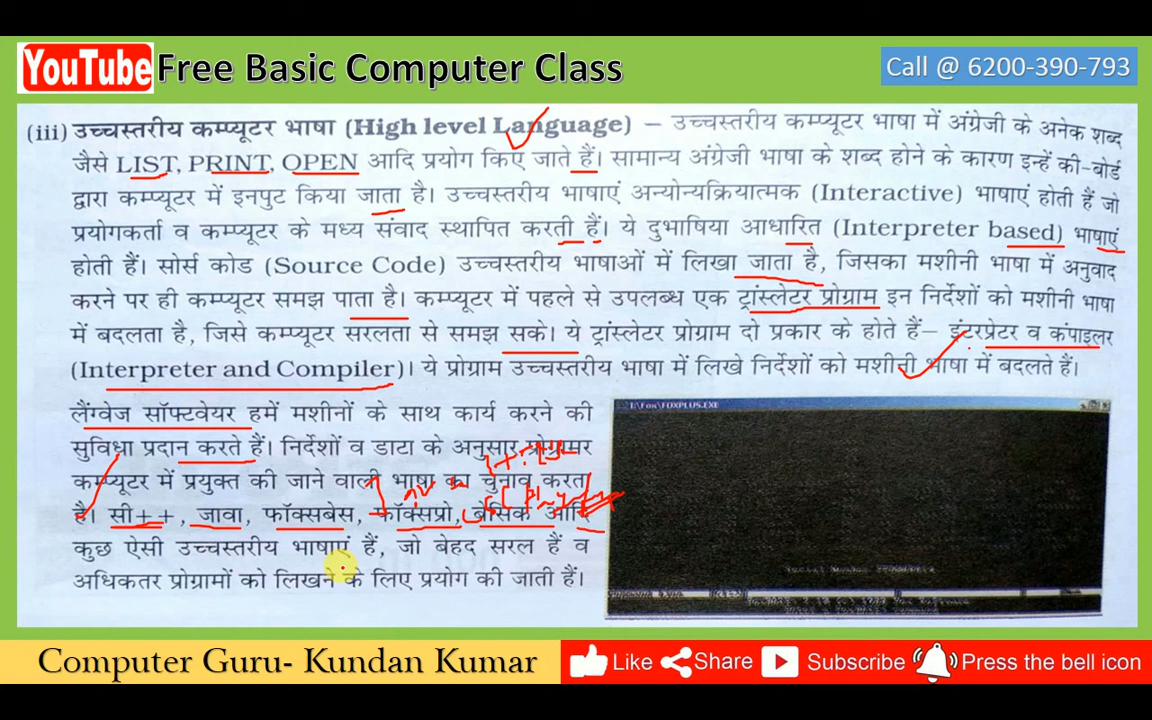 YouTube Free Basic Computer Class
Call @ 6200-390-793
(iii) उच्चस्तरीय कम्प्यूटर भाषा (High level Language) – उच्चस्तरीय कम्प्यूटर भाषा में अंग्रेजी के अनेक शब्द
जैसे LIST, PRINT, OPEN आदि प्रयोग किए जाते हैं। सामान्य अंग्रेजी भाषा के शब्द होने के कारण इन्हें की-बोर्ड
द्वारा कम्प्यूटर में इनपुट किया जाता है। उच्चस्तरीय भाषाएं अन्योन्यक्रियात्मक (Interactive) भाषाएं होती हैं जो
प्रयोगकर्ता व कम्प्यूटर के मध्य संवाद स्थापित करती हैं। ये दुभाषिया आधारित (Interpreter based) भाषाएं
होती हैं। सोर्स कोड (Source Code) उच्चस्तरीय भाषाओं में लिखा जाता है, जिसका मशीनी भाषा में अनुवाद
करने पर ही कम्प्यूटर समझ पाता है। कम्प्यूटर में पहले से उपलब्ध एक ट्रांस्लेटर प्रोग्राम इन निर्देशों को मशीनी भाषा
में बदलता है, जिसे कम्प्यूटर सरलता से समझ सके। ये ट्रांस्लेटर प्रोग्राम दो प्रकार के होते हैं– इंटरप्रेटर व कंपाइलर
(Interpreter and Compiler)। ये प्रोग्राम उच्चस्तरीय भाषा में लिखे निर्देशों को मशीनी भाषा में बदलते हैं।
लैंग्वेज सॉफ्टवेयर हमें मशीनों के साथ कार्य करने की
सुविधा प्रदान करते हैं। निर्देशों व डाटा के अनुसार प्रोग्रामर
कम्प्यूटर में प्रयुक्त की जाने वाली भाषा का चुनाव करता
है। सी++, जावा, फॉक्सबेस, फॉक्सप्रो, बेसिक आदि
कुछ ऐसी उच्चस्तरीय भाषाएं हैं, जो बेहद सरल हैं व
अधिकतर प्रोग्रामों को लिखने के लिए प्रयोग की जाती हैं।
Computer Guru- Kundan Kumar
Like Share Subscribe Press the bell icon